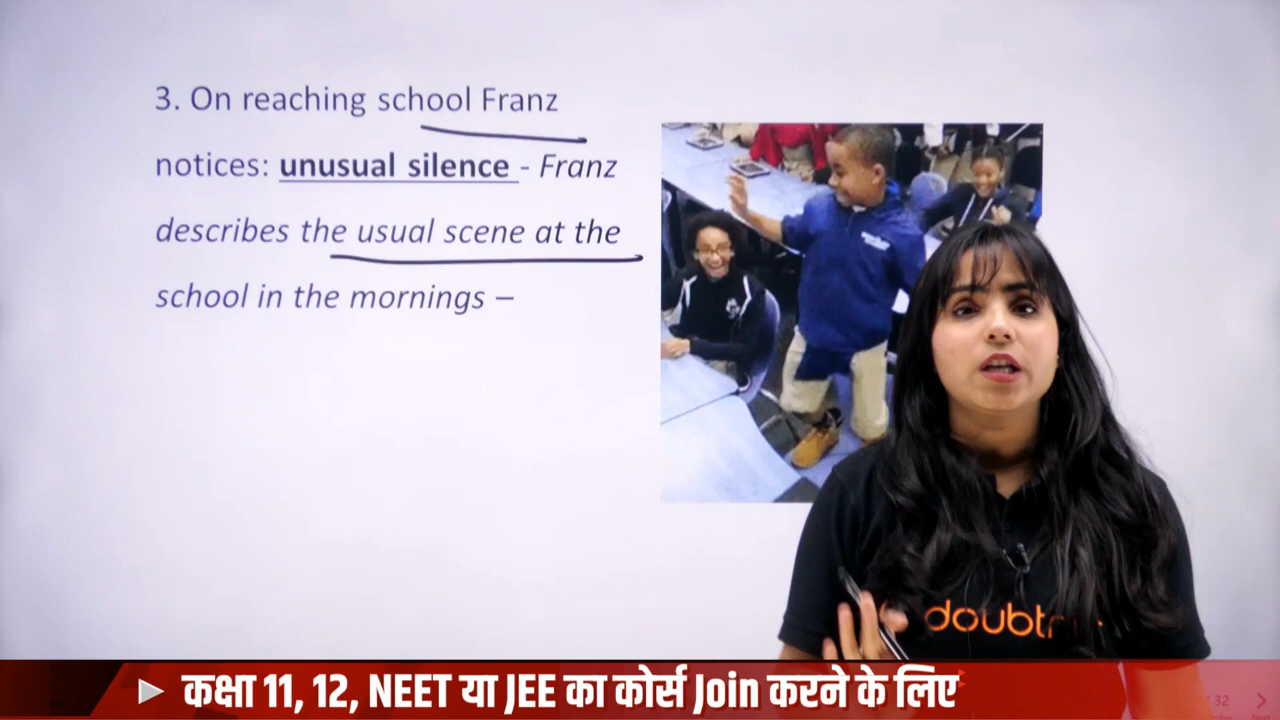 3. On reaching school Franz
notices: unusual silence - Franz
describes the usual scene at the
school in the mornings –
doubt
कक्षा 11, 12, NEET या JEE का कोर्स Join करने के लिए
32